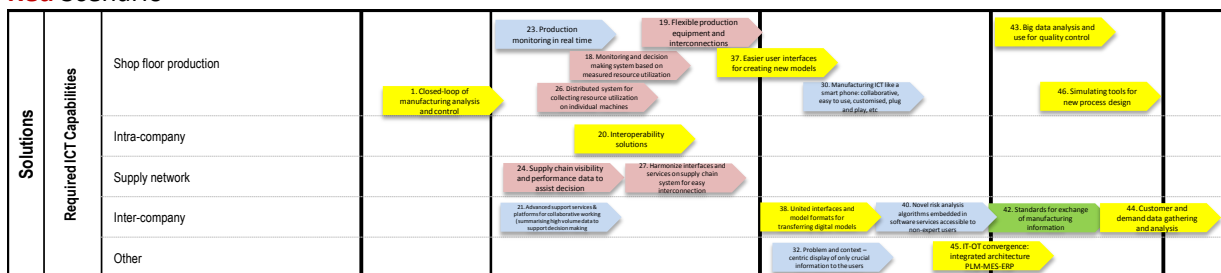 Red Scenario
Solutions
Required ICT Capabilities
Shop floor production
Intra-company
Supply network
Inter-company
Other
1. Closed-loop of
manufacturing analysis
and control
23. Production
monitoring in real time
18. Monitoring and decision
making system based on
measured resource utilization
26. Distributed system for
collecting resource utilization
on individual machines
19. Flexible production
equipment and
interconnections
37. Easier user interfaces
for creating new models
30. Manufacturing ICT like a
smart phone: collaborative,
easy to use, customised, plug
and play, etc
43. Big data analysis and
use for quality control
46. Simulating tools for
new process design
20. Interoperability
solutions
24. Supply chain visibility
and performance data to
assist decision
27. Harmonize interfaces and
services on supply chain
system for easy
interconnection
21. Advanced support services &
platforms for collaborative working
(summarising high volume data to
support decision making
38. United interfaces and
model formats for
transferring digital models
40. Novel risk analysis
algorithms embedded in
software services accessible to
non-expert users
42. Standards for exchange
of manufacturing
information
44. Customer and
demand data gathering
and analysis
32. Problem and context –
centric display of only crucial
information to the users
45. IT-OT convergence:
integrated architecture
PLM-MES-ERP